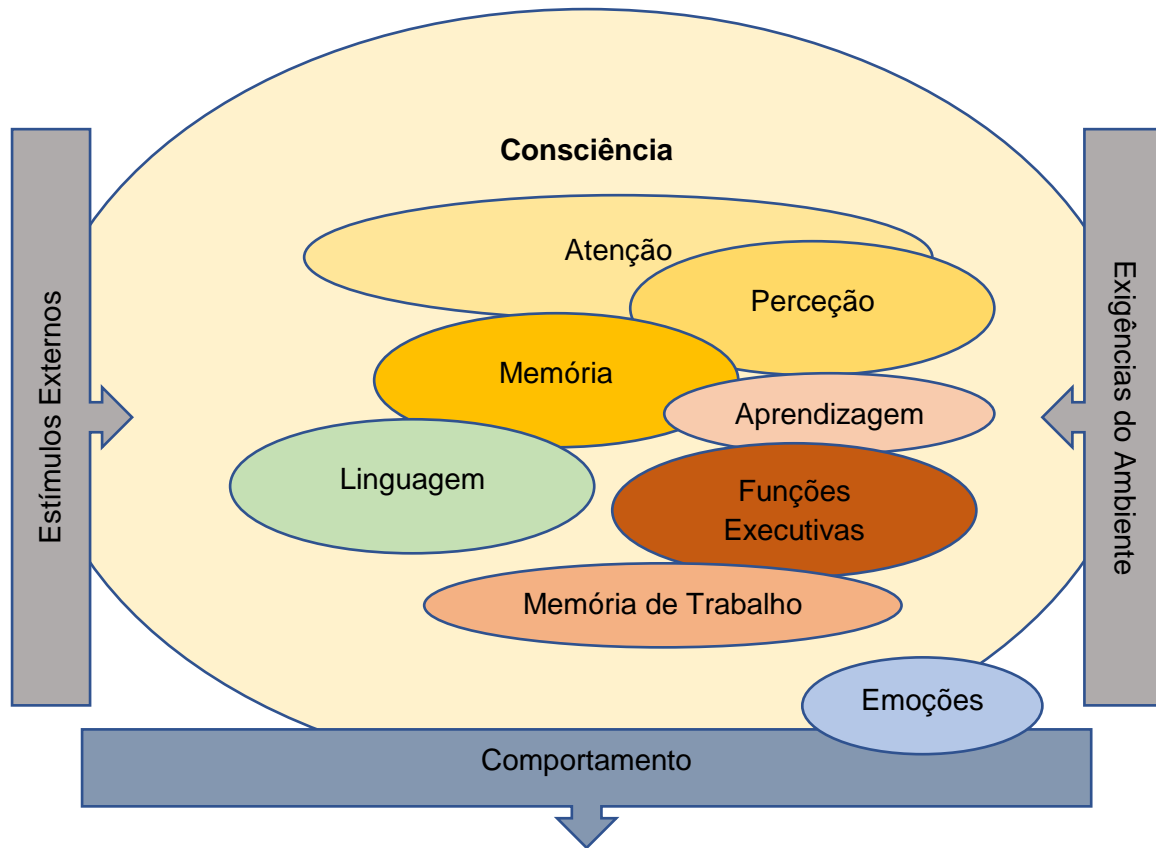 Consciência
Atenção
Perceção
Memória
Aprendizagem
Linguagem
Funções
Executivas
Memória de Trabalho
Emoções
Comportamento
Estímulos Externos
Exigências do Ambiente